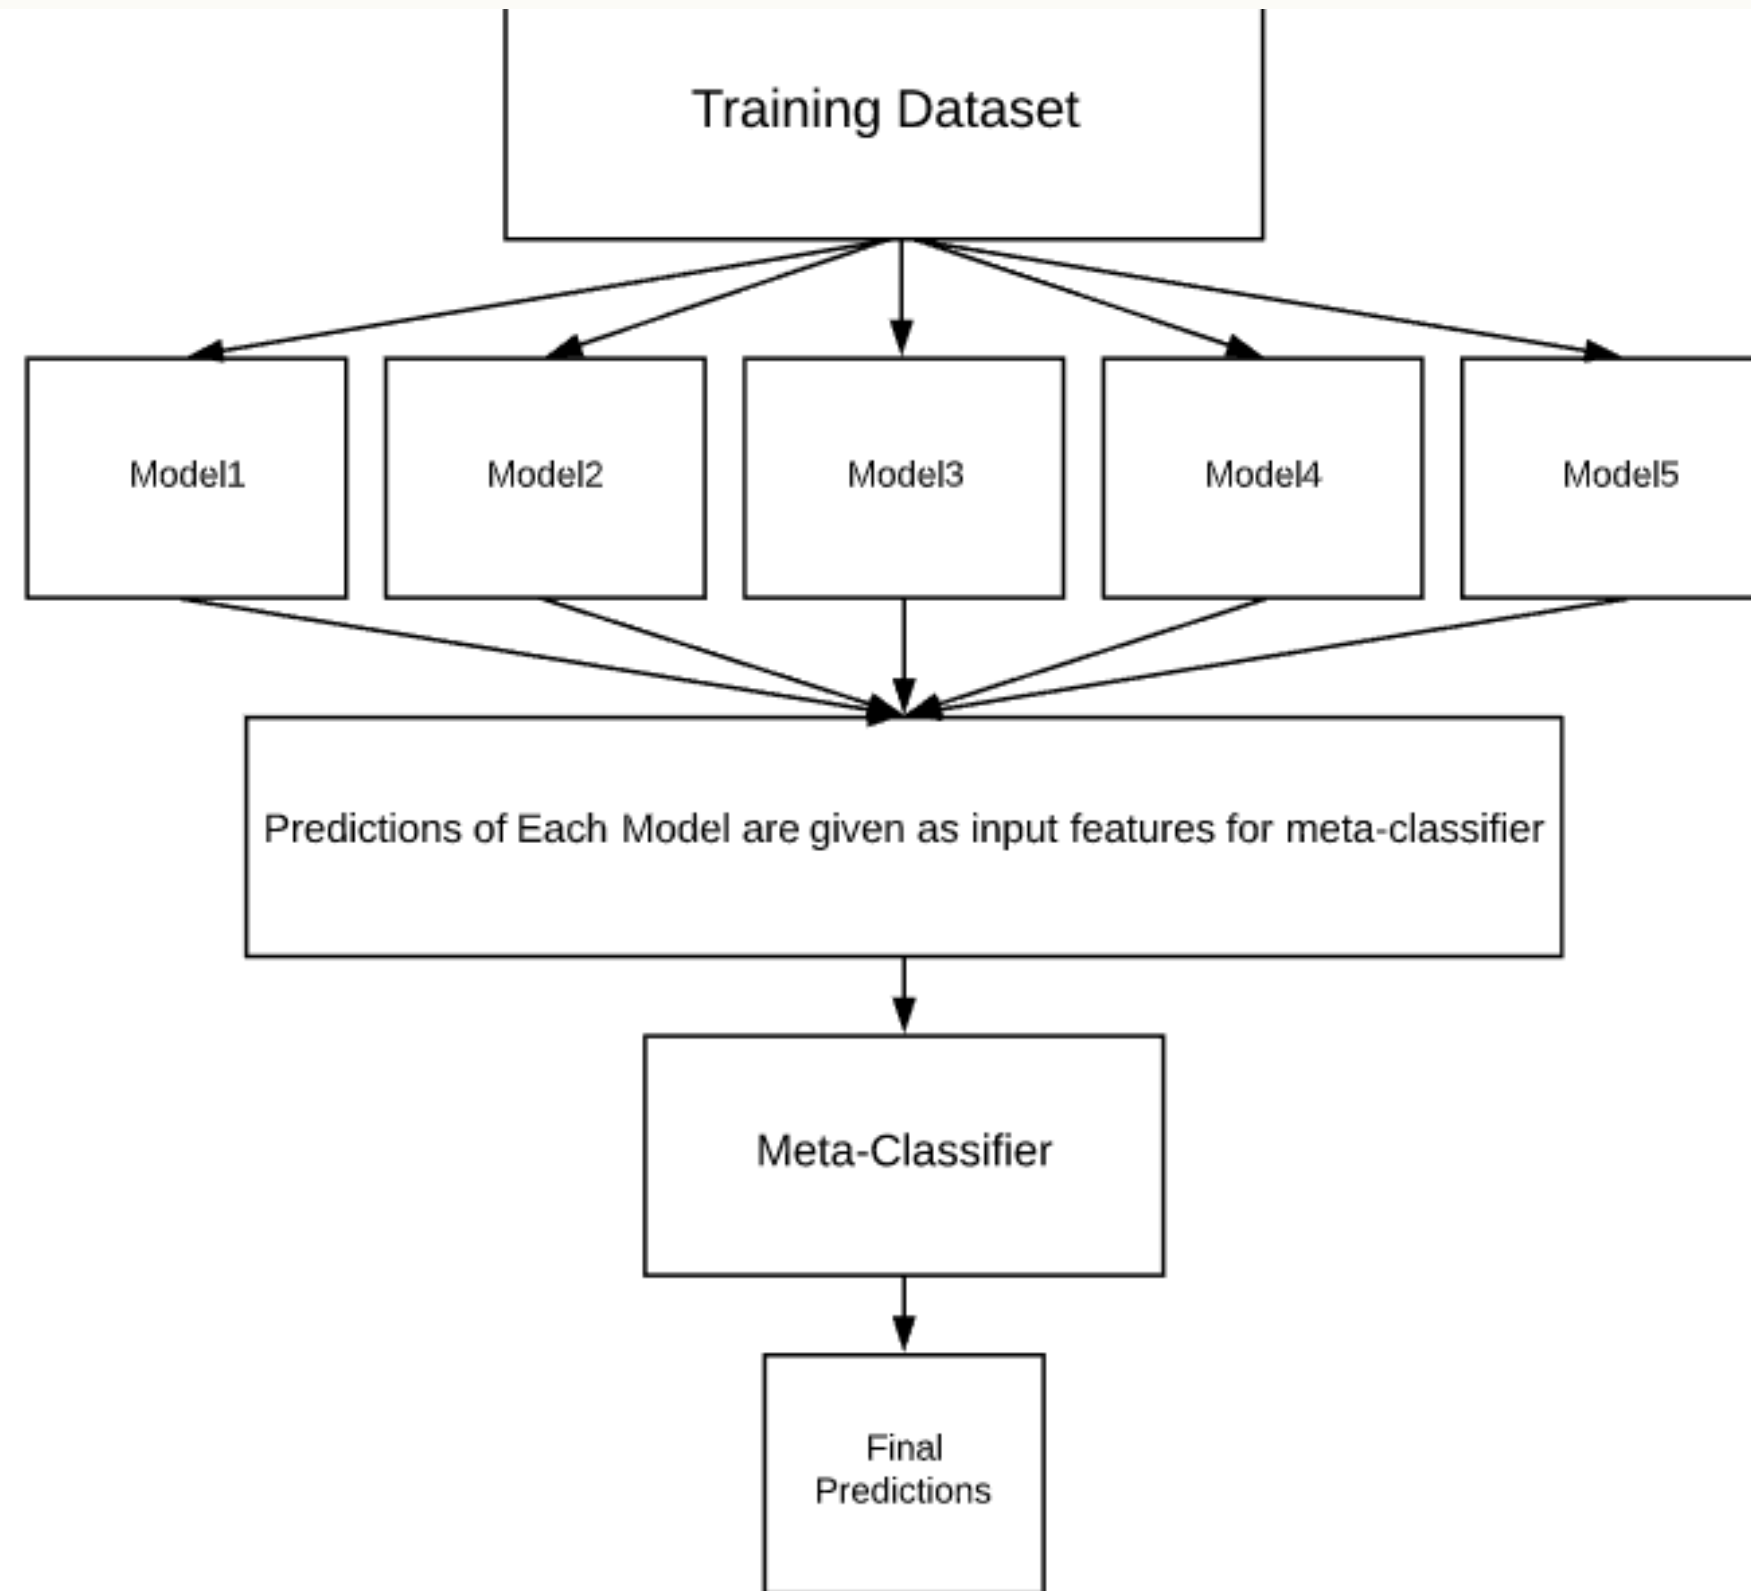 Training Dataset
Model1
Model2
Model3
Model4
Model5
Predictions of Each Model are given as input features for meta-classifier
Meta-Classifier
Final
Predictions